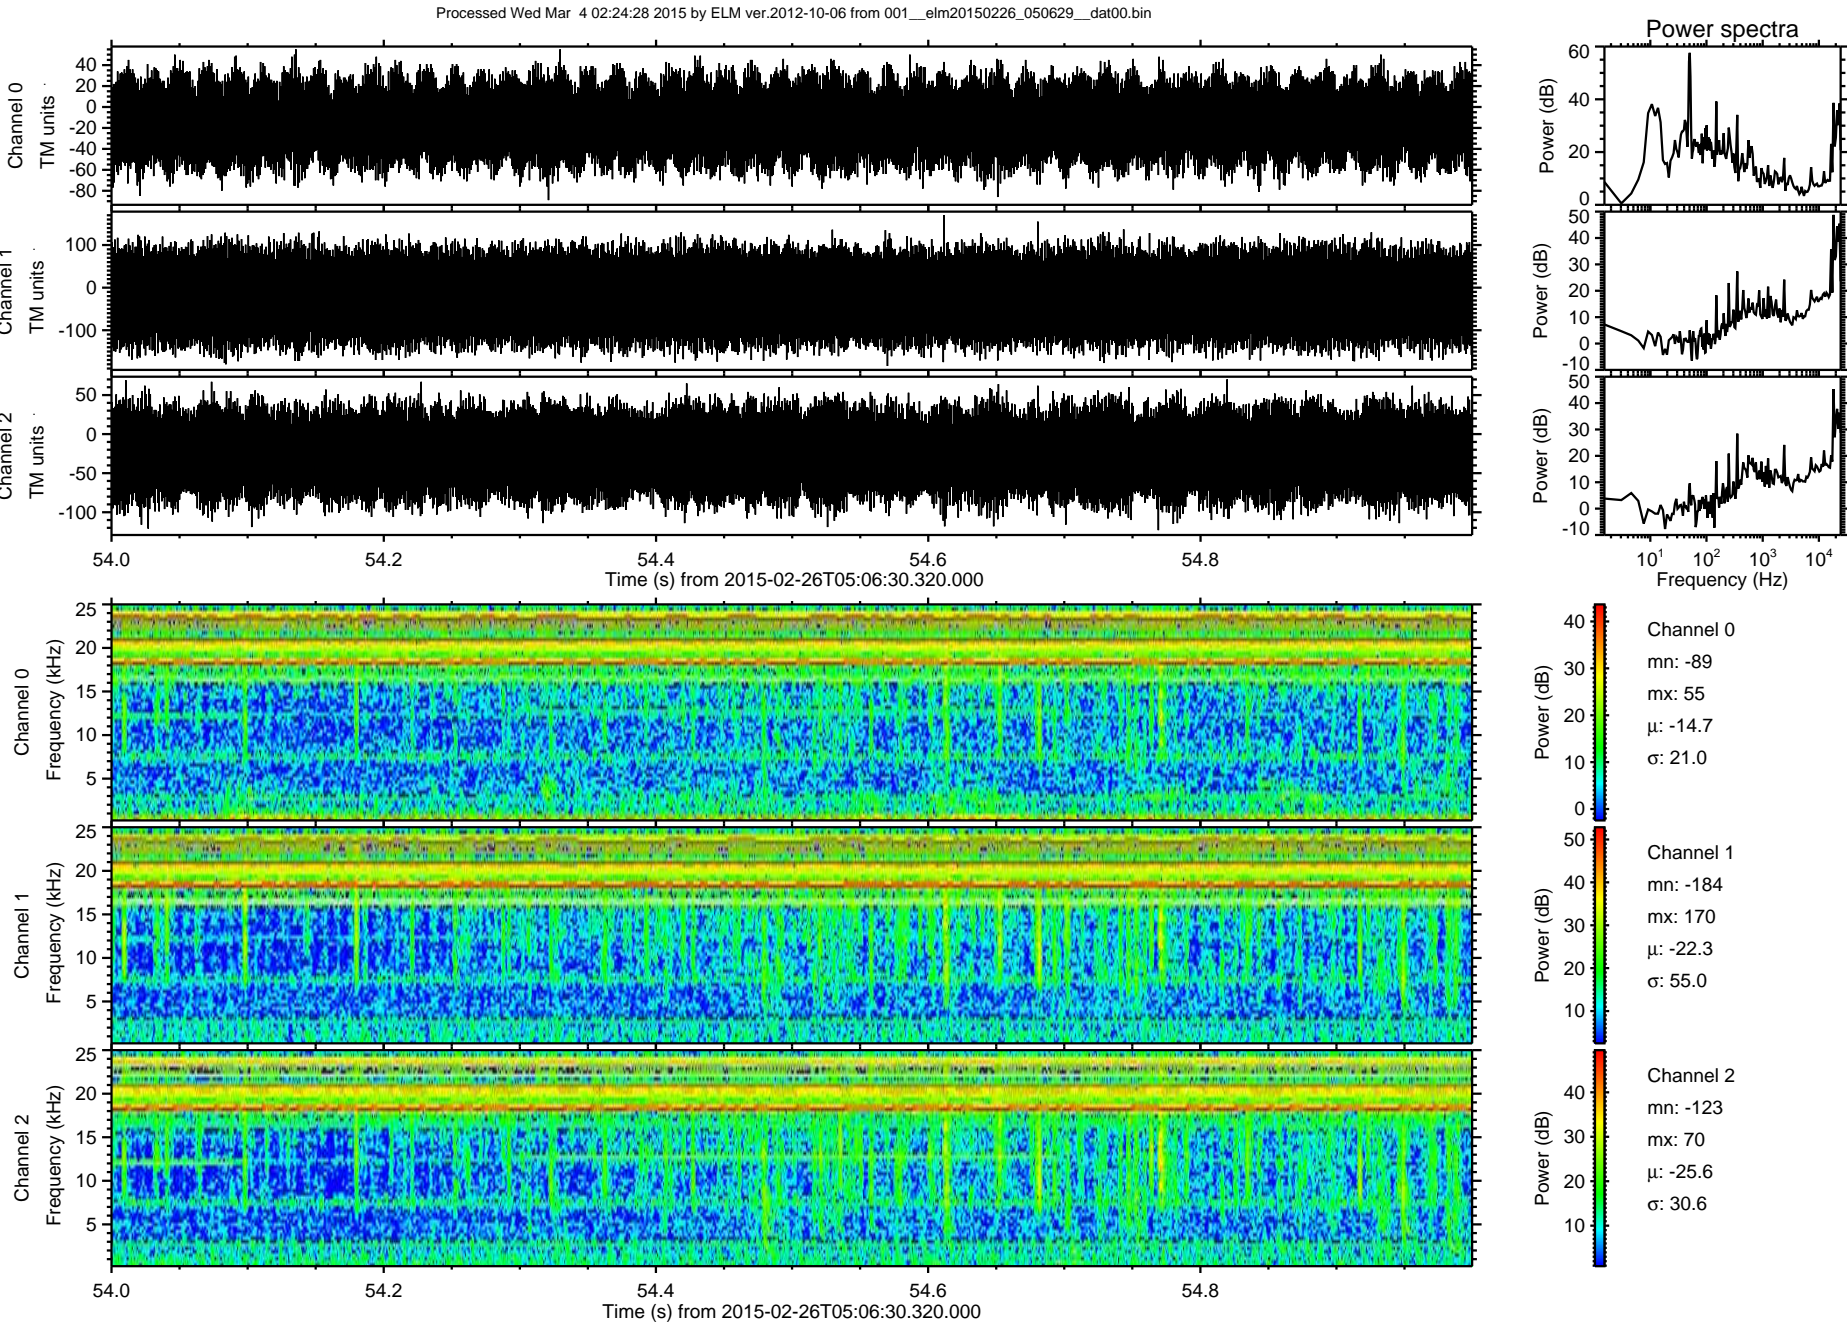 Processed Wed Mar  4 02:24:28 2015 by ELM ver.2012-10-06 from 001__elm20150226_050629__dat00.bin
Power spectra
Channel 0
TM units
40
20
0
-20
-40
-60
-80
Power (dB)
60
40
20
0
Channel 1
TM units
100
0
-100
Power (dB)
50
40
30
20
10
0
-10
Channel 2
TM units
50
0
-50
-100
Power (dB)
50
40
30
20
10
0
-10
54.0 54.2 54.4 54.6 54.8
Time (s) from 2015-02-26T05:06:30.320.000
10^1 10^2 10^3 10^4
Frequency (Hz)
Channel 0
Frequency (kHz)
25
20
15
10
5
Power (dB)
40
30
20
10
0
Channel 0
mn: -89
mx: 55
μ: -14.7
σ: 21.0
Channel 1
Frequency (kHz)
25
20
15
10
5
Power (dB)
50
40
30
20
10
Channel 1
mn: -184
mx: 170
μ: -22.3
σ: 55.0
Channel 2
Frequency (kHz)
25
20
15
10
5
Power (dB)
40
30
20
10
Channel 2
mn: -123
mx: 70
μ: -25.6
σ: 30.6
54.0 54.2 54.4 54.6 54.8
Time (s) from 2015-02-26T05:06:30.320.000